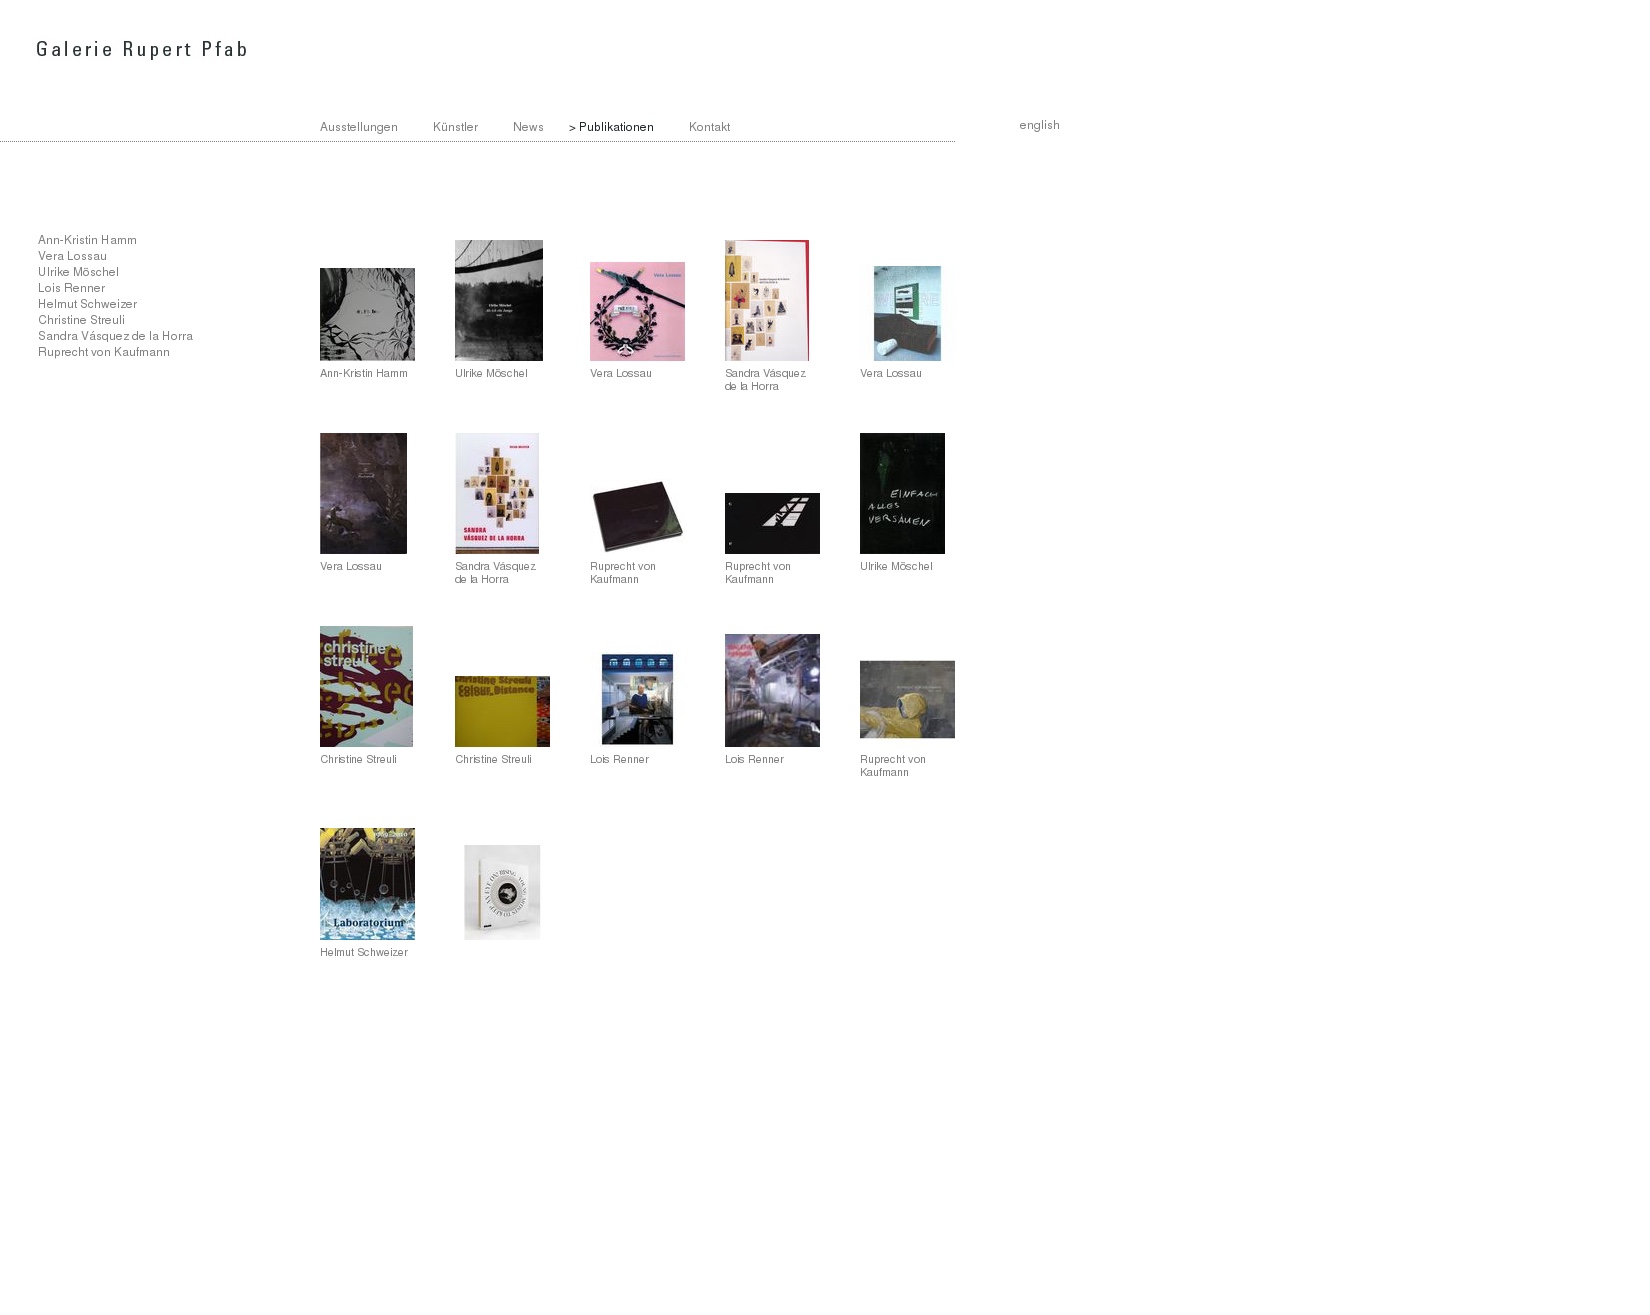 Galerie Rupert Pfab
Ausstellungen Künstler News > Publikationen Kontakt english
Ann-Kristin Hamm
Vera Lossau
Ulrike Möschel
Lois Renner
Helmut Schweizer
Christine Streuli
Sandra Vásquez de la Horra
Ruprecht von Kaufmann
Ulrike Möschel
Vera Lossau
Ann-Kristin Hamm
Ulrike Möschel
Vera Lossau
Sandra Vásquez
de la Horra
Vera Lossau
SANDRA
VÁSQUEZ DE LA HORRA
EINFACH
ALLES
VERSAUEN
Vera Lossau
Sandra Vásquez
de la Horra
Ruprecht von
Kaufmann
Ruprecht von
Kaufmann
Ulrike Möschel
christine
streuli
Christine Streuli
Colour Distance
Christine Streuli
Christine Streuli
Lois Renner
Lois Renner
Ruprecht von
Kaufmann
Laboratorium
Helmut Schweizer